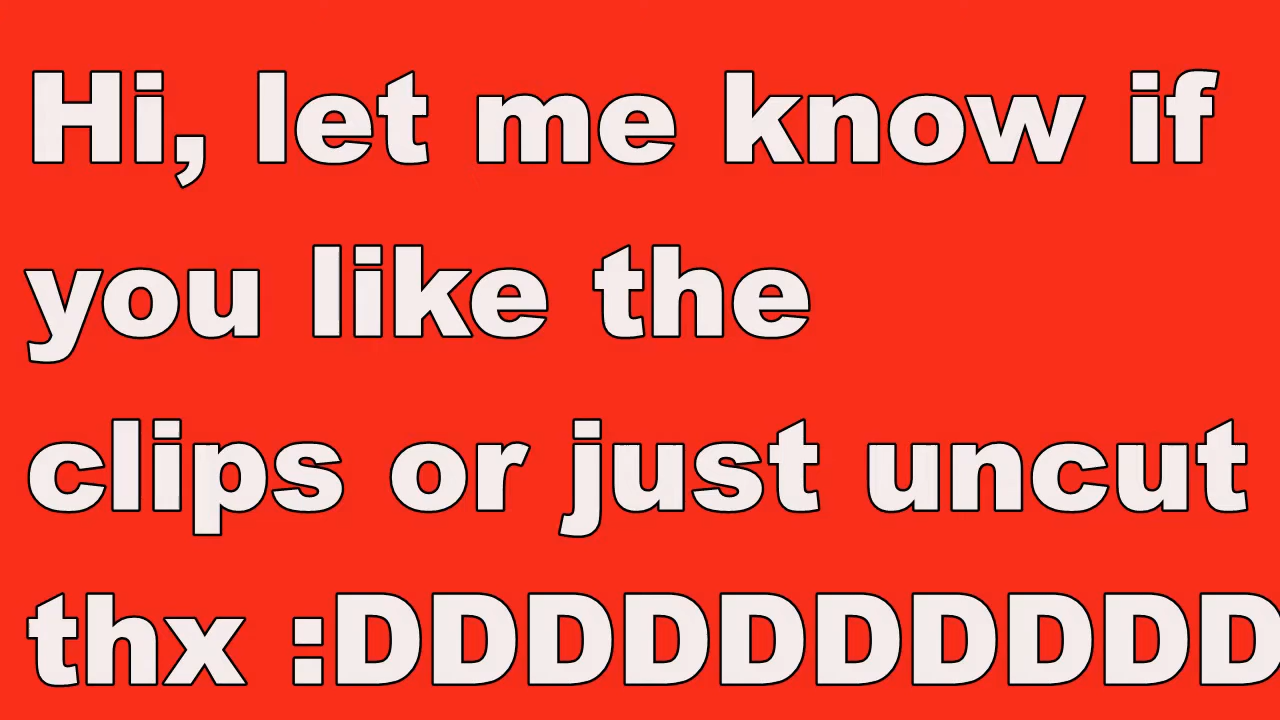 Hi, let me know if
you like the
clips or just uncut
thx :DDDDDDDDDD